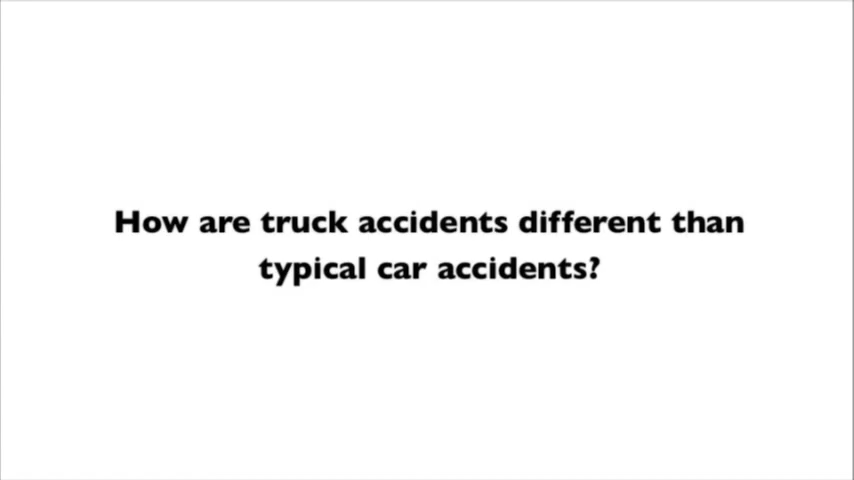 How are truck accidents different than
typical car accidents?